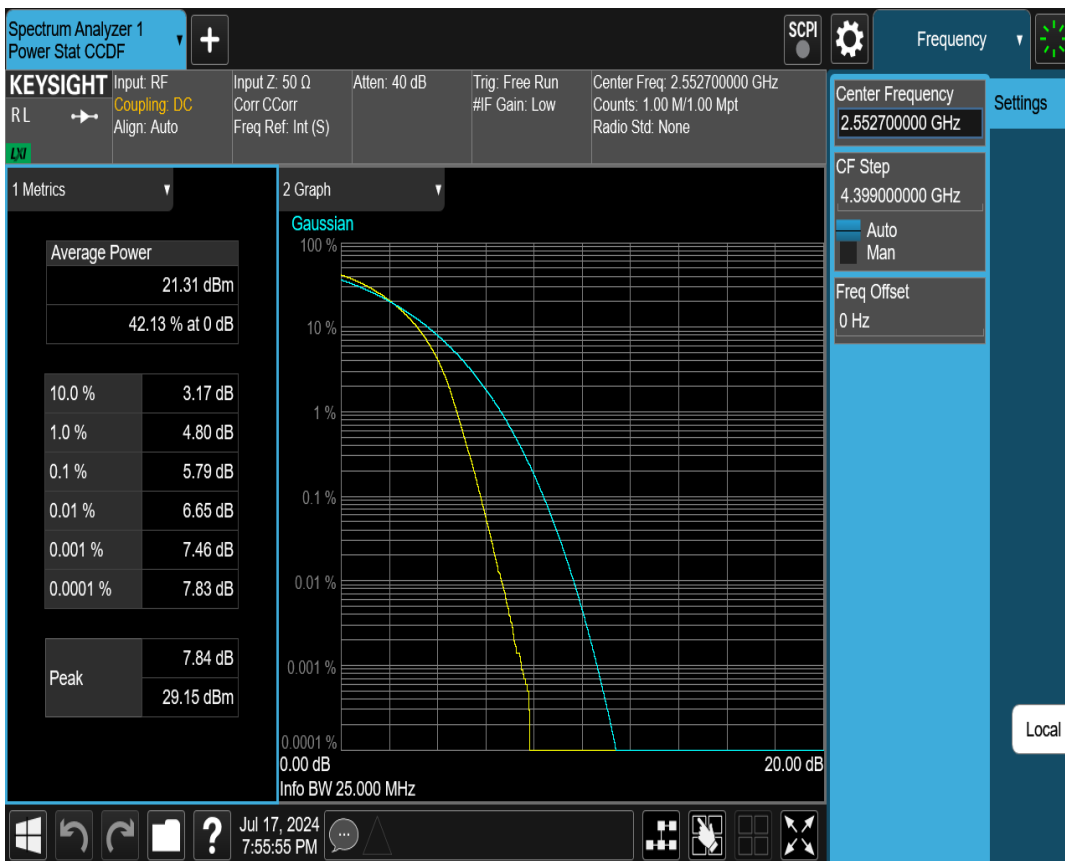 Spectrum Analyzer 1
Power Stat CCDF
+
SCPI
Frequency
KEYSIGHT
RL
LXI
Input: RF
Coupling: DC
Align: Auto
Input Z: 50 Ω
Corr CCorr
Freq Ref: Int (S)
Atten: 40 dB
Trig: Free Run
#IF Gain: Low
Center Freq: 2.552700000 GHz
Counts: 1.00 M/1.00 Mpt
Radio Std: None
Center Frequency
2.552700000 GHz
Settings
CF Step
4.399000000 GHz
Auto
Man
Freq Offset
0 Hz
1 Metrics
Average Power
21.31 dBm
42.13 % at 0 dB
10.0 % 3.17 dB
1.0 % 4.80 dB
0.1 % 5.79 dB
0.01 % 6.65 dB
0.001 % 7.46 dB
0.0001 % 7.83 dB
Peak
7.84 dB
29.15 dBm
2 Graph
Gaussian
100 %
10 %
1 %
0.1 %
0.01 %
0.001 %
0.0001 %
0.00 dB 20.00 dB
Info BW 25.000 MHz
Local
?
Jul 17, 2024
7:55:55 PM